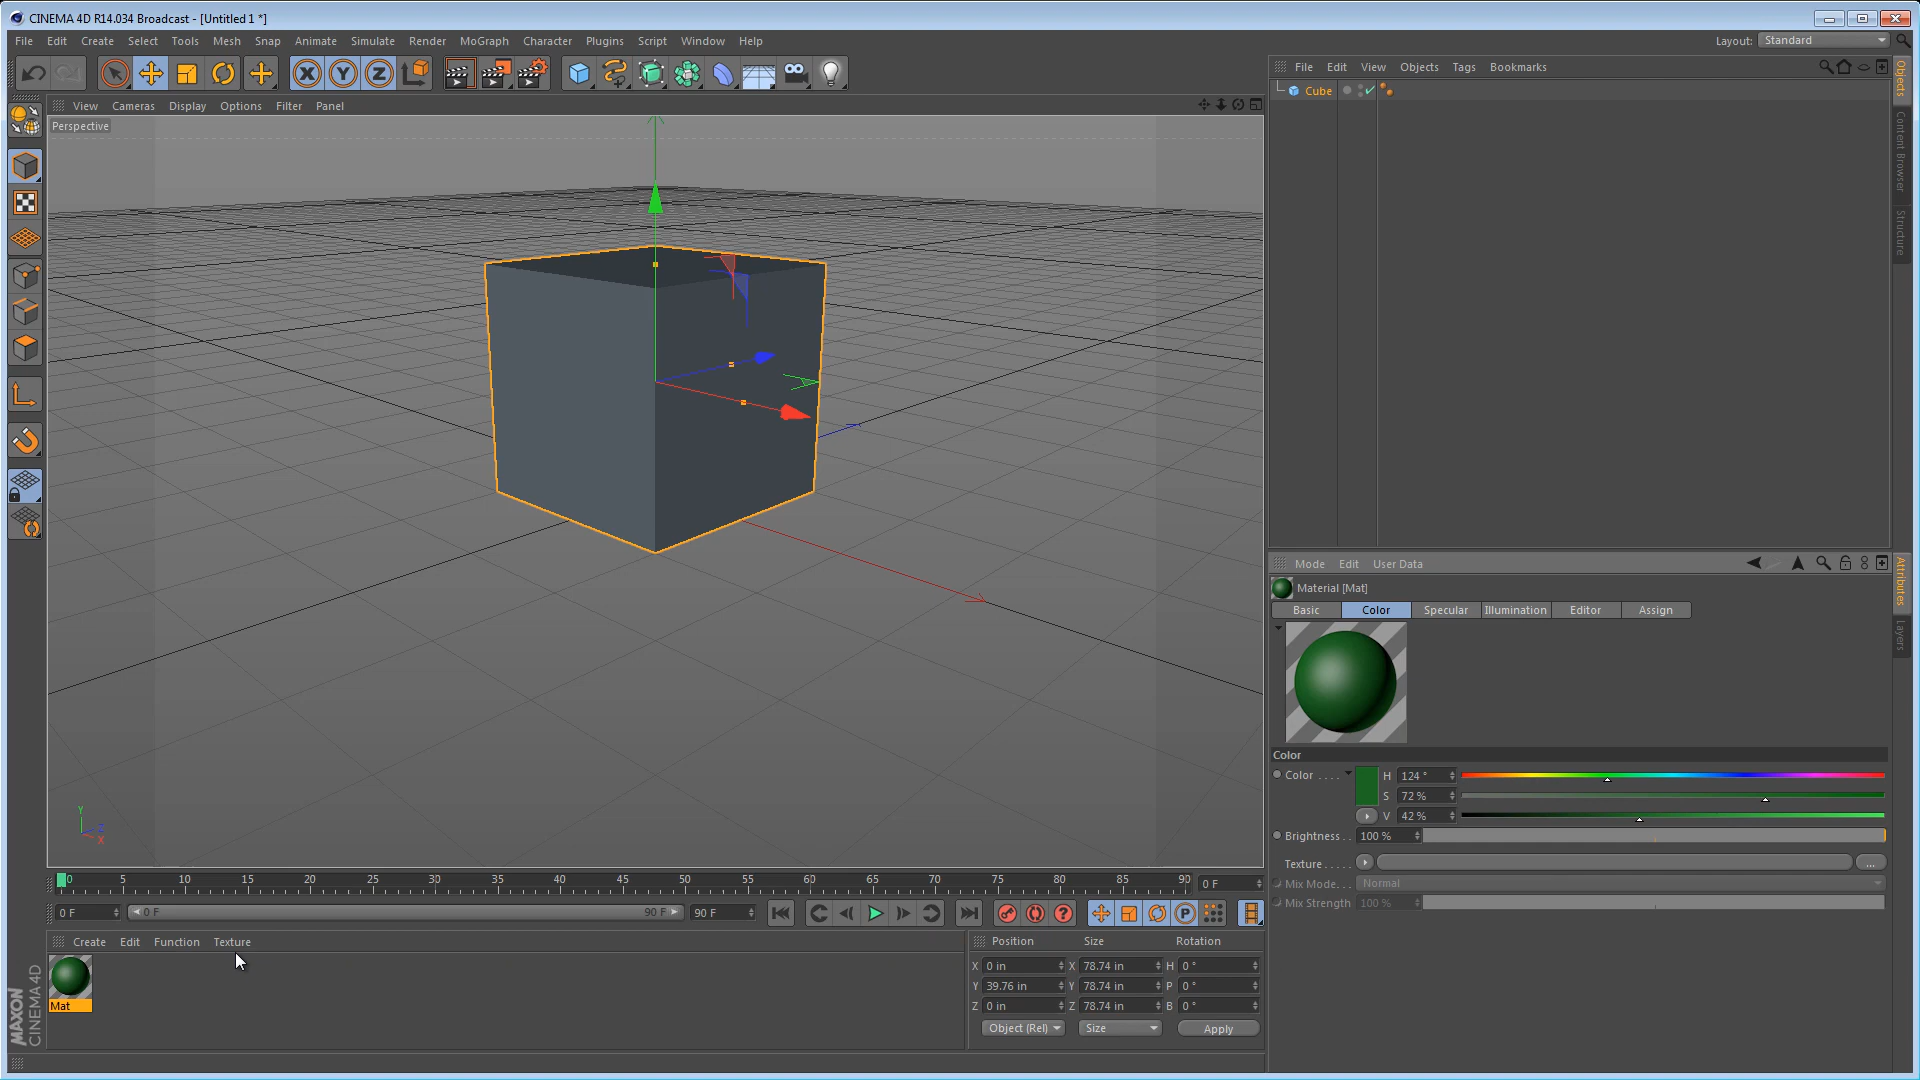 CINEMA 4D R14.034 Broadcast - [Untitled 1 *]
File Edit Create Select Tools Mesh Snap Animate Simulate Render MoGraph Character Plugins Script Window Help
Layout: Standard
File Edit View Objects Tags Bookmarks
View Cameras Display Options Filter Panel
Perspective
Cube
Objects
Content Browser
Structure
X Y Z
Y
Z
X
Mode Edit User Data
Material [Mat]
Basic Color Specular Illumination Editor Assign
Attributes
Layers
Color
Color . . . . H 124 °
S 72 %
V 42 %
Brightness . . 100 %
Texture . . . . . ...
Mix Mode. . . Normal
Mix Strength 100 %
0 5 10 15 20 25 30 35 40 45 50 55 60 65 70 75 80 85 90 0 F
0 F 0 F 90 F 90 F
P
Create Edit Function Texture
Mat
Position Size Rotation
X 0 in X 78.74 in H 0 °
Y 39.76 in Y 78.74 in P 0 °
Z 0 in Z 78.74 in B 0 °
Object (Rel) Size Apply
MAXON
CINEMA 4D